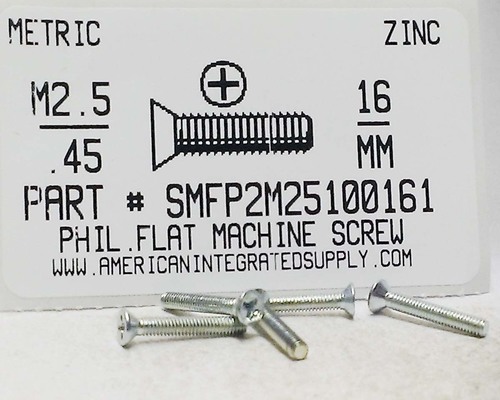 METRIC ZINC
M2.5 16
.45 MM
PART # SMFP2M25100161
PHIL.FLAT MACHINE SCREW
WWW.AMERICANINTEGRATEDSUPPLY.COM